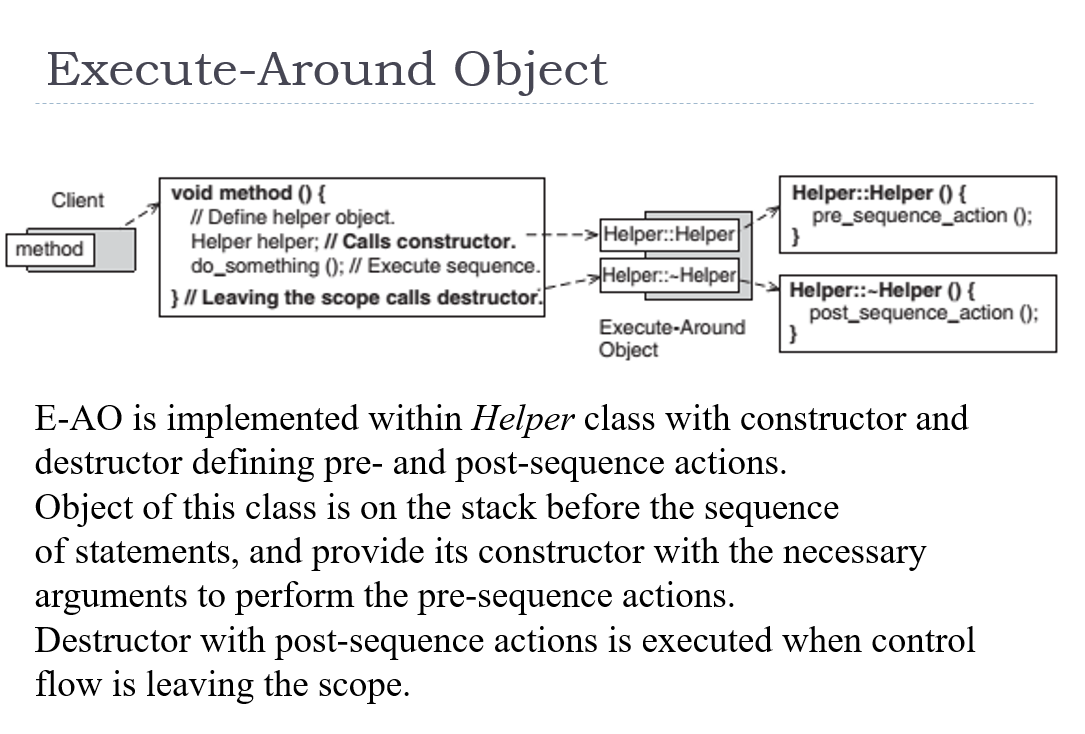 Execute-Around Object
Client
method
void method () {
// Define helper object.
Helper helper; // Calls constructor.
do_something (); // Execute sequence.
} // Leaving the scope calls destructor.
Helper::Helper
Helper::~Helper
Execute-Around
Object
Helper::Helper () {
pre_sequence_action ();
}
Helper::~Helper () {
post_sequence_action ();
}
E-AO is implemented within Helper class with constructor and
destructor defining pre- and post-sequence actions.
Object of this class is on the stack before the sequence
of statements, and provide its constructor with the necessary
arguments to perform the pre-sequence actions.
Destructor with post-sequence actions is executed when control
flow is leaving the scope.